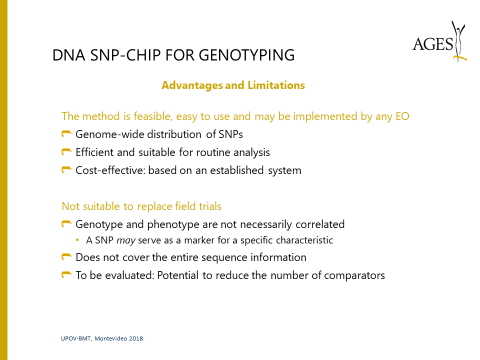 AGES
DNA SNP-CHIP FOR GENOTYPING
Advantages and Limitations
The method is feasible, easy to use and may be implemented by any EO
Genome-wide distribution of SNPs
Efficient and suitable for routine analysis
Cost-effective: based on an established system
Not suitable to replace field trials
Genotype and phenotype are not necessarily correlated
• A SNP may serve as a marker for a specific characteristic
Does not cover the entire sequence information
To be evaluated: Potential to reduce the number of comparators
UPOV-BMT, Montevideo 2018